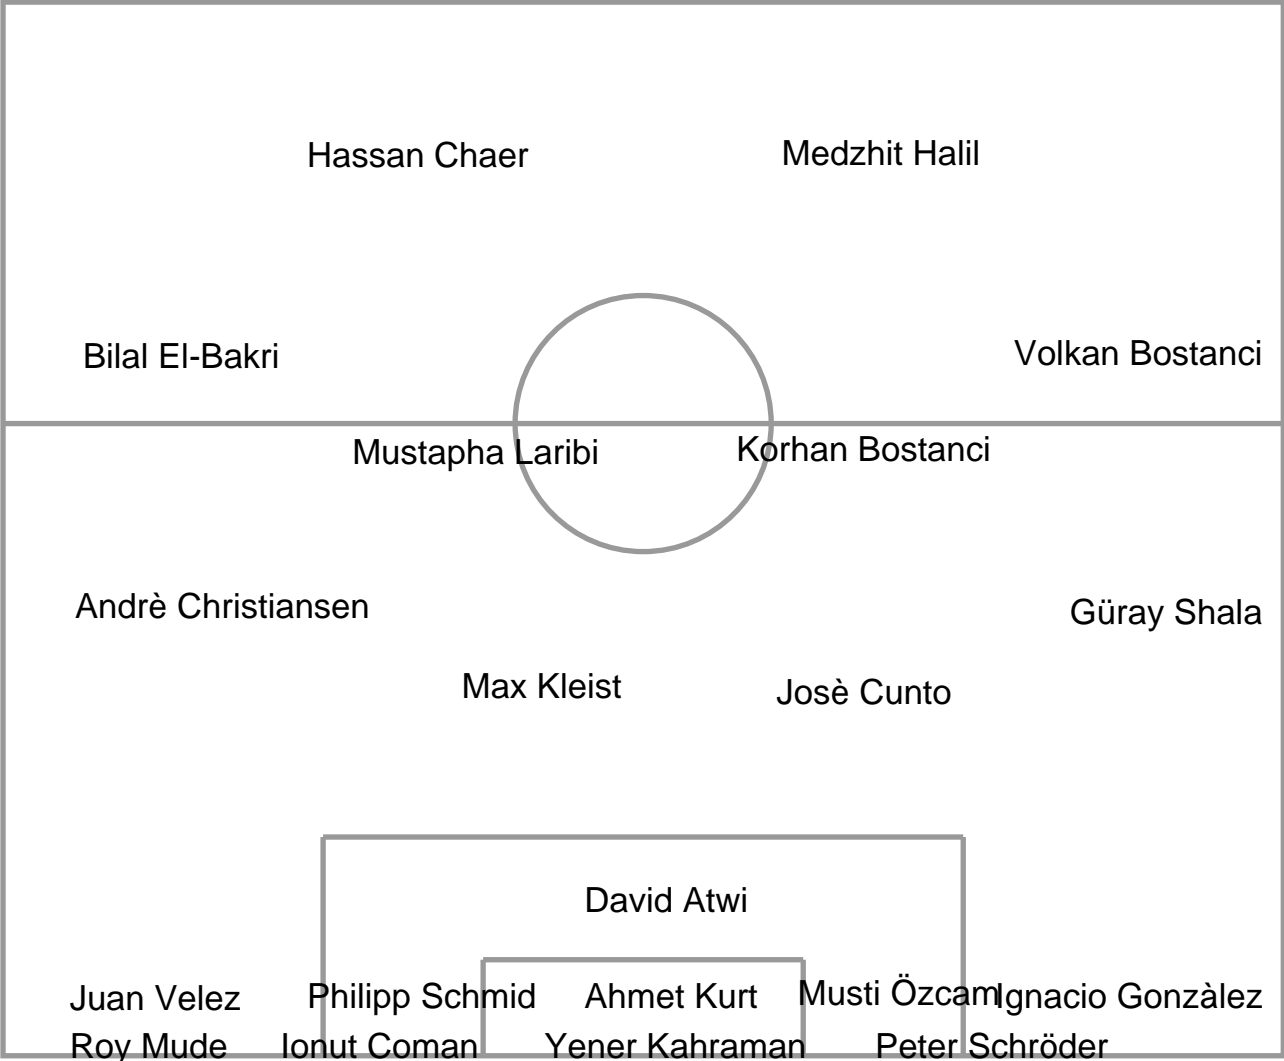 Hassan Chaer
Medzhit Halil
Bilal El-Bakri
Volkan Bostanci
Mustapha Laribi
Korhan Bostanci
Andrè Christiansen
Güray Shala
Max Kleist
Josè Cunto
David Atwi
Juan Velez
Philipp Schmid
Ahmet Kurt
Musti Özcam
Ignacio Gonzàlez
Roy Mude
Ionut Coman
Yener Kahraman
Peter Schröder